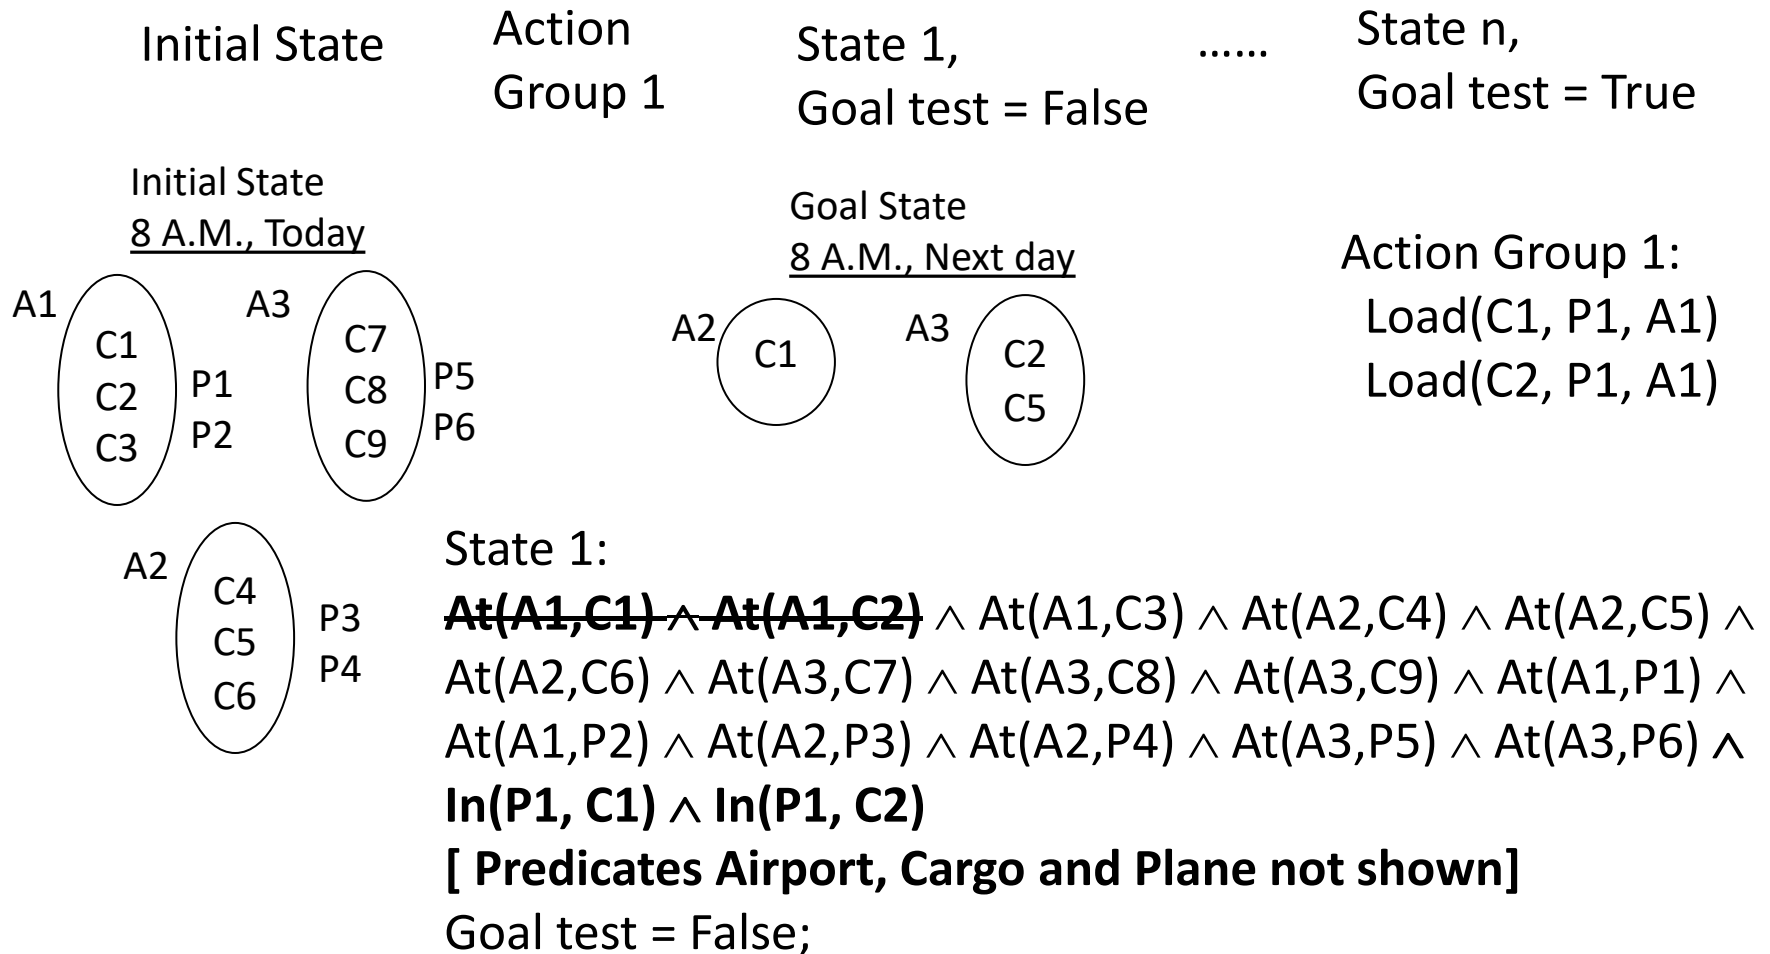 Initial State
Action
Group 1
State 1,
Goal test = False
......
State n,
Goal test = True
Initial State
8 A.M., Today
A1
C1
C2
C3
P1
P2
A3
C7
C8
C9
P5
P6
A2
C4
C5
C6
P3
P4
Goal State
8 A.M., Next day
A2
C1
A3
C2
C5
Action Group 1:
Load(C1, P1, A1)
Load(C2, P1, A1)
State 1:
At(A1,C1) ∧ At(A1,C2) ∧ At(A1,C3) ∧ At(A2,C4) ∧ At(A2,C5) ∧
At(A2,C6) ∧ At(A3,C7) ∧ At(A3,C8) ∧ At(A3,C9) ∧ At(A1,P1) ∧
At(A1,P2) ∧ At(A2,P3) ∧ At(A2,P4) ∧ At(A3,P5) ∧ At(A3,P6) ∧
In(P1, C1) ∧ In(P1, C2)
[ Predicates Airport, Cargo and Plane not shown]
Goal test = False;